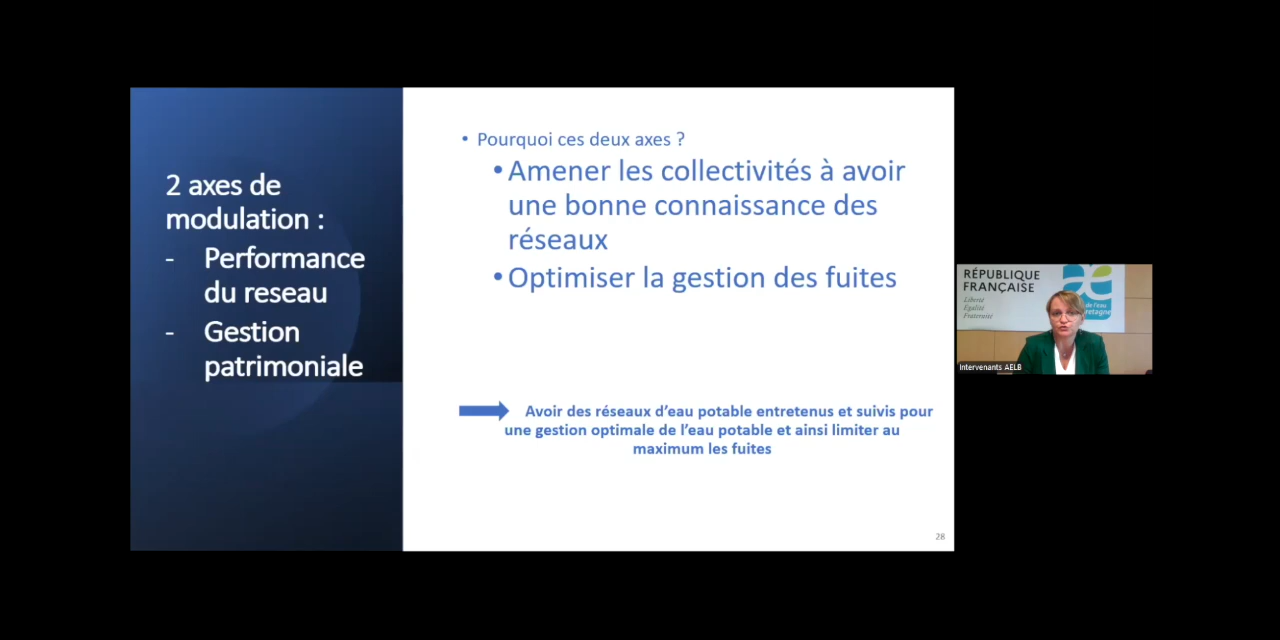 2 axes de
modulation :
- Performance
du reseau
- Gestion
patrimoniale
• Pourquoi ces deux axes ?
• Amener les collectivités à avoir
une bonne connaissance des
réseaux
• Optimiser la gestion des fuites
Avoir des réseaux d'eau potable entretenus et suivis pour
une gestion optimale de l'eau potable et ainsi limiter au
maximum les fuites
28
RÉPUBLIQUE
FRANÇAISE
Liberté
Égalité
Fraternité
de l'eau
retagne
Intervenants AELB